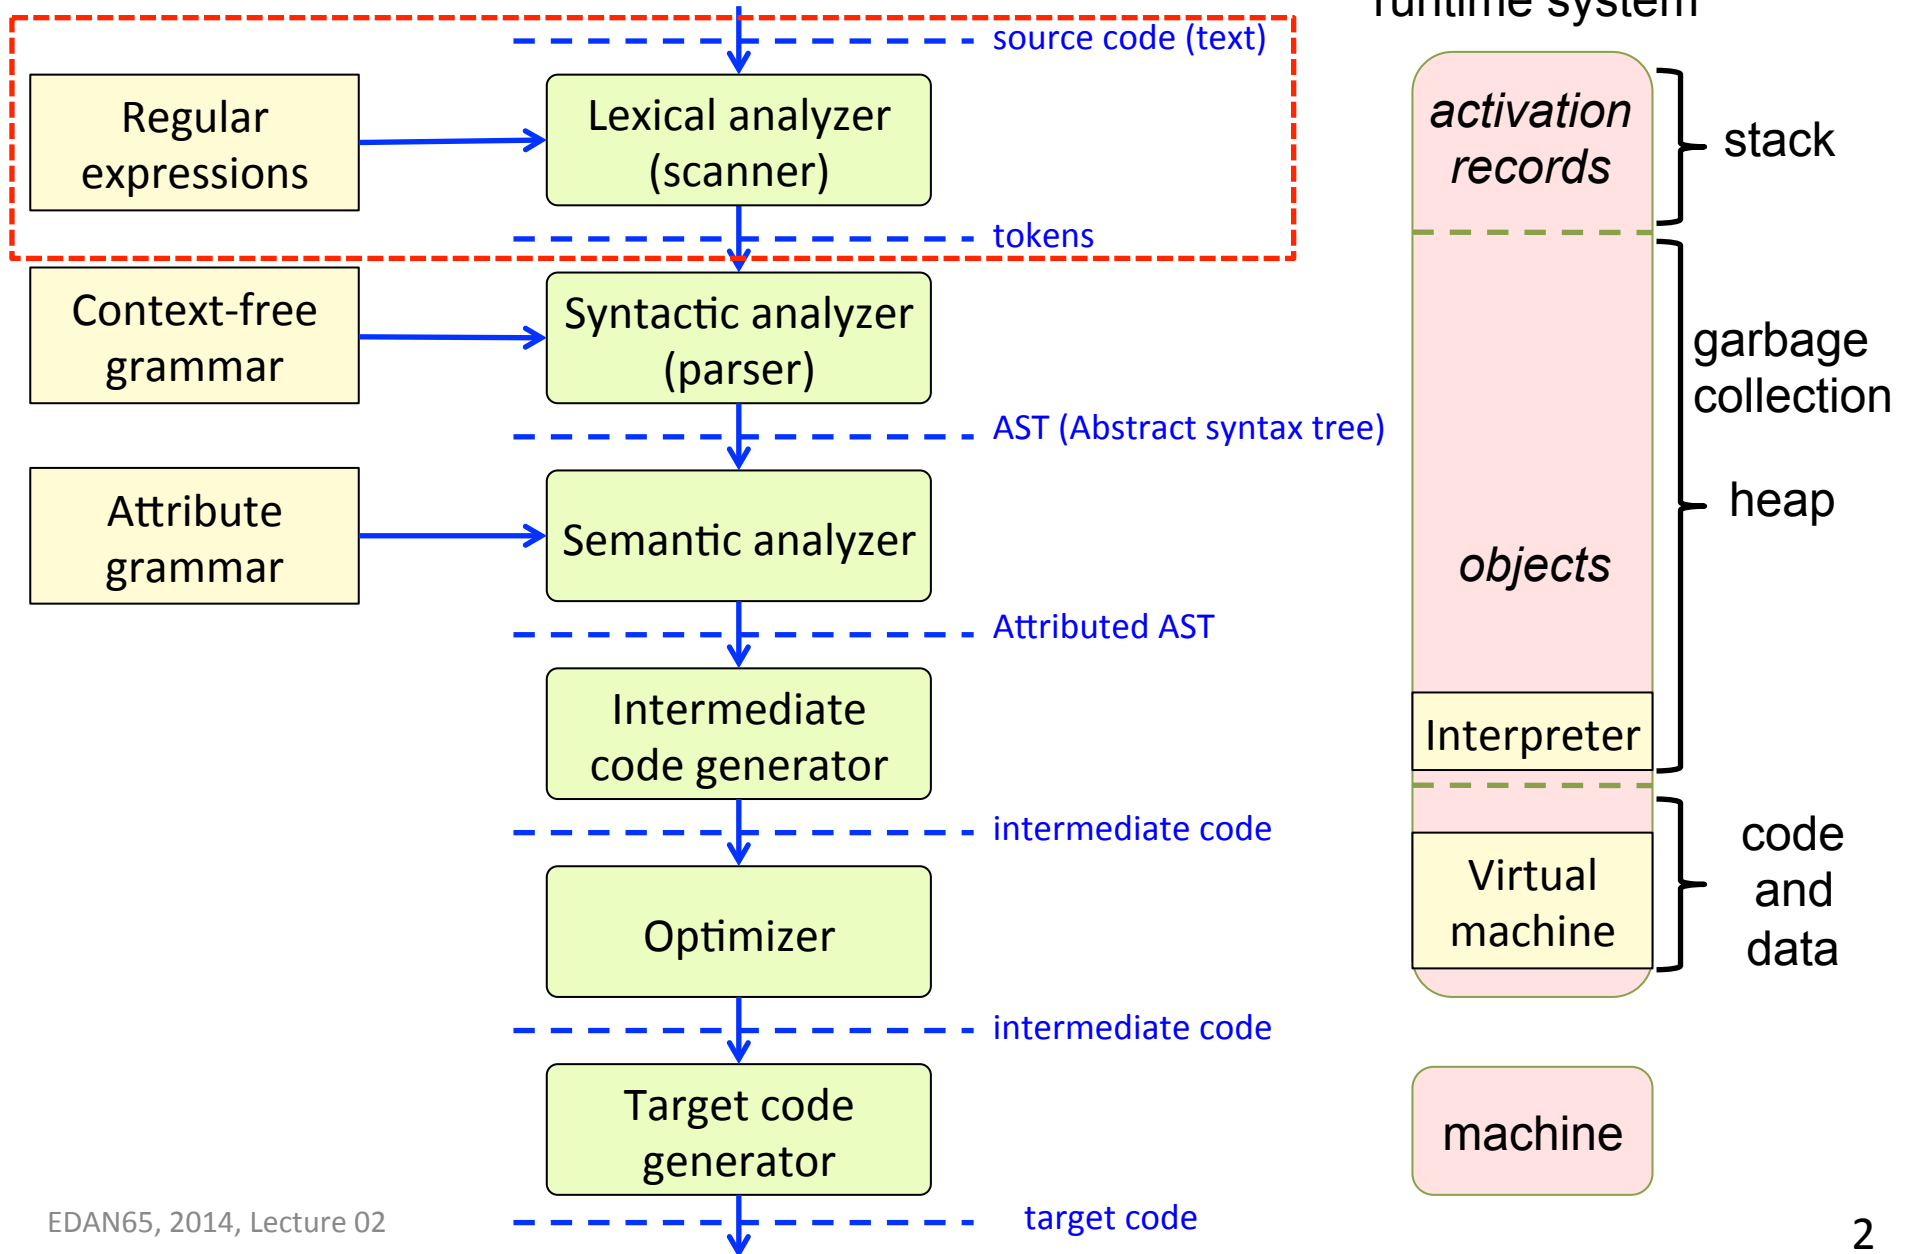 runtime system
source code (text)
Regular
expressions
Lexical analyzer
(scanner)
tokens
Context-free
grammar
Syntactic analyzer
(parser)
AST (Abstract syntax tree)
Attribute
grammar
Semantic analyzer
Attributed AST
Intermediate
code generator
intermediate code
Optimizer
intermediate code
Target code
generator
target code
activation
records
stack
garbage
collection
heap
objects
Interpreter
Virtual
machine
code
and
data
machine
EDAN65, 2014, Lecture 02
2